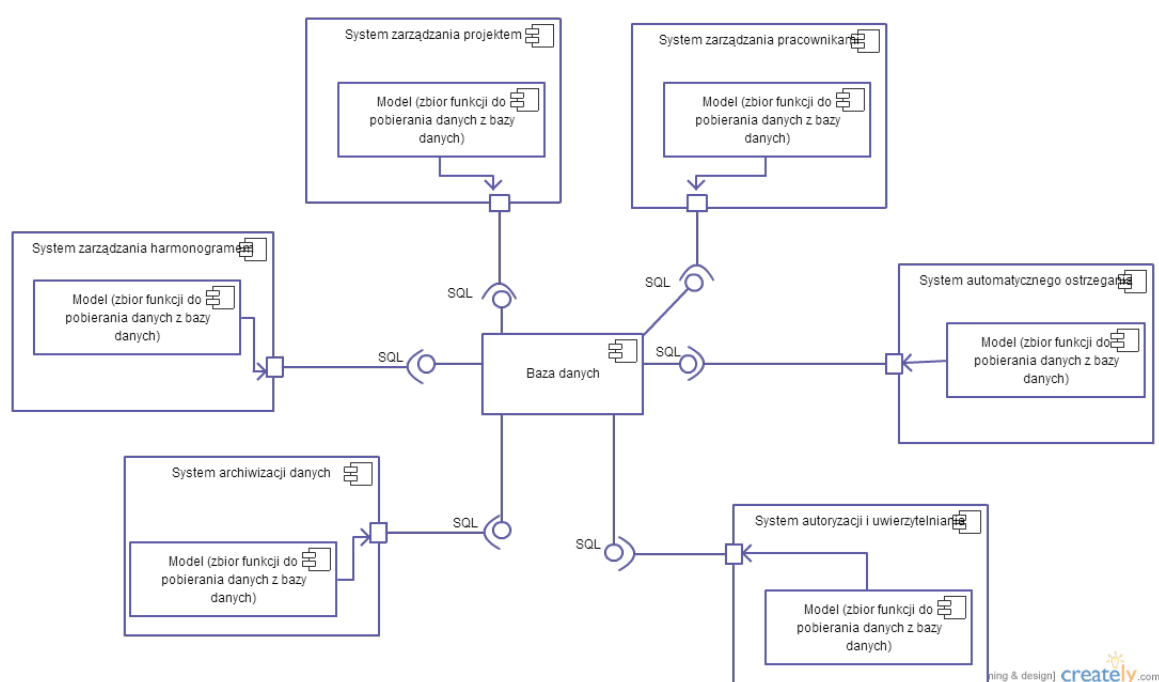 System zarządzania projektem
Model (zbior funkcji do
pobierania danych z bazy
danych)
System zarządzania pracownikami
Model (zbior funkcji do
pobierania danych z bazy
danych)
System zarządzania harmonogramem
Model (zbior funkcji do
pobierania danych z bazy
danych)
System automatycznego ostrzegania
Model (zbior funkcji do
pobierania danych z bazy
danych)
SQL
SQL
SQL
SQL
Baza danych
System archiwizacji danych
Model (zbior funkcji do
pobierania danych z bazy
danych)
SQL
SQL
System autoryzacji i uwierzytelniania
Model (zbior funkcji do
pobierania danych z bazy
danych)
ning & design] creately.com